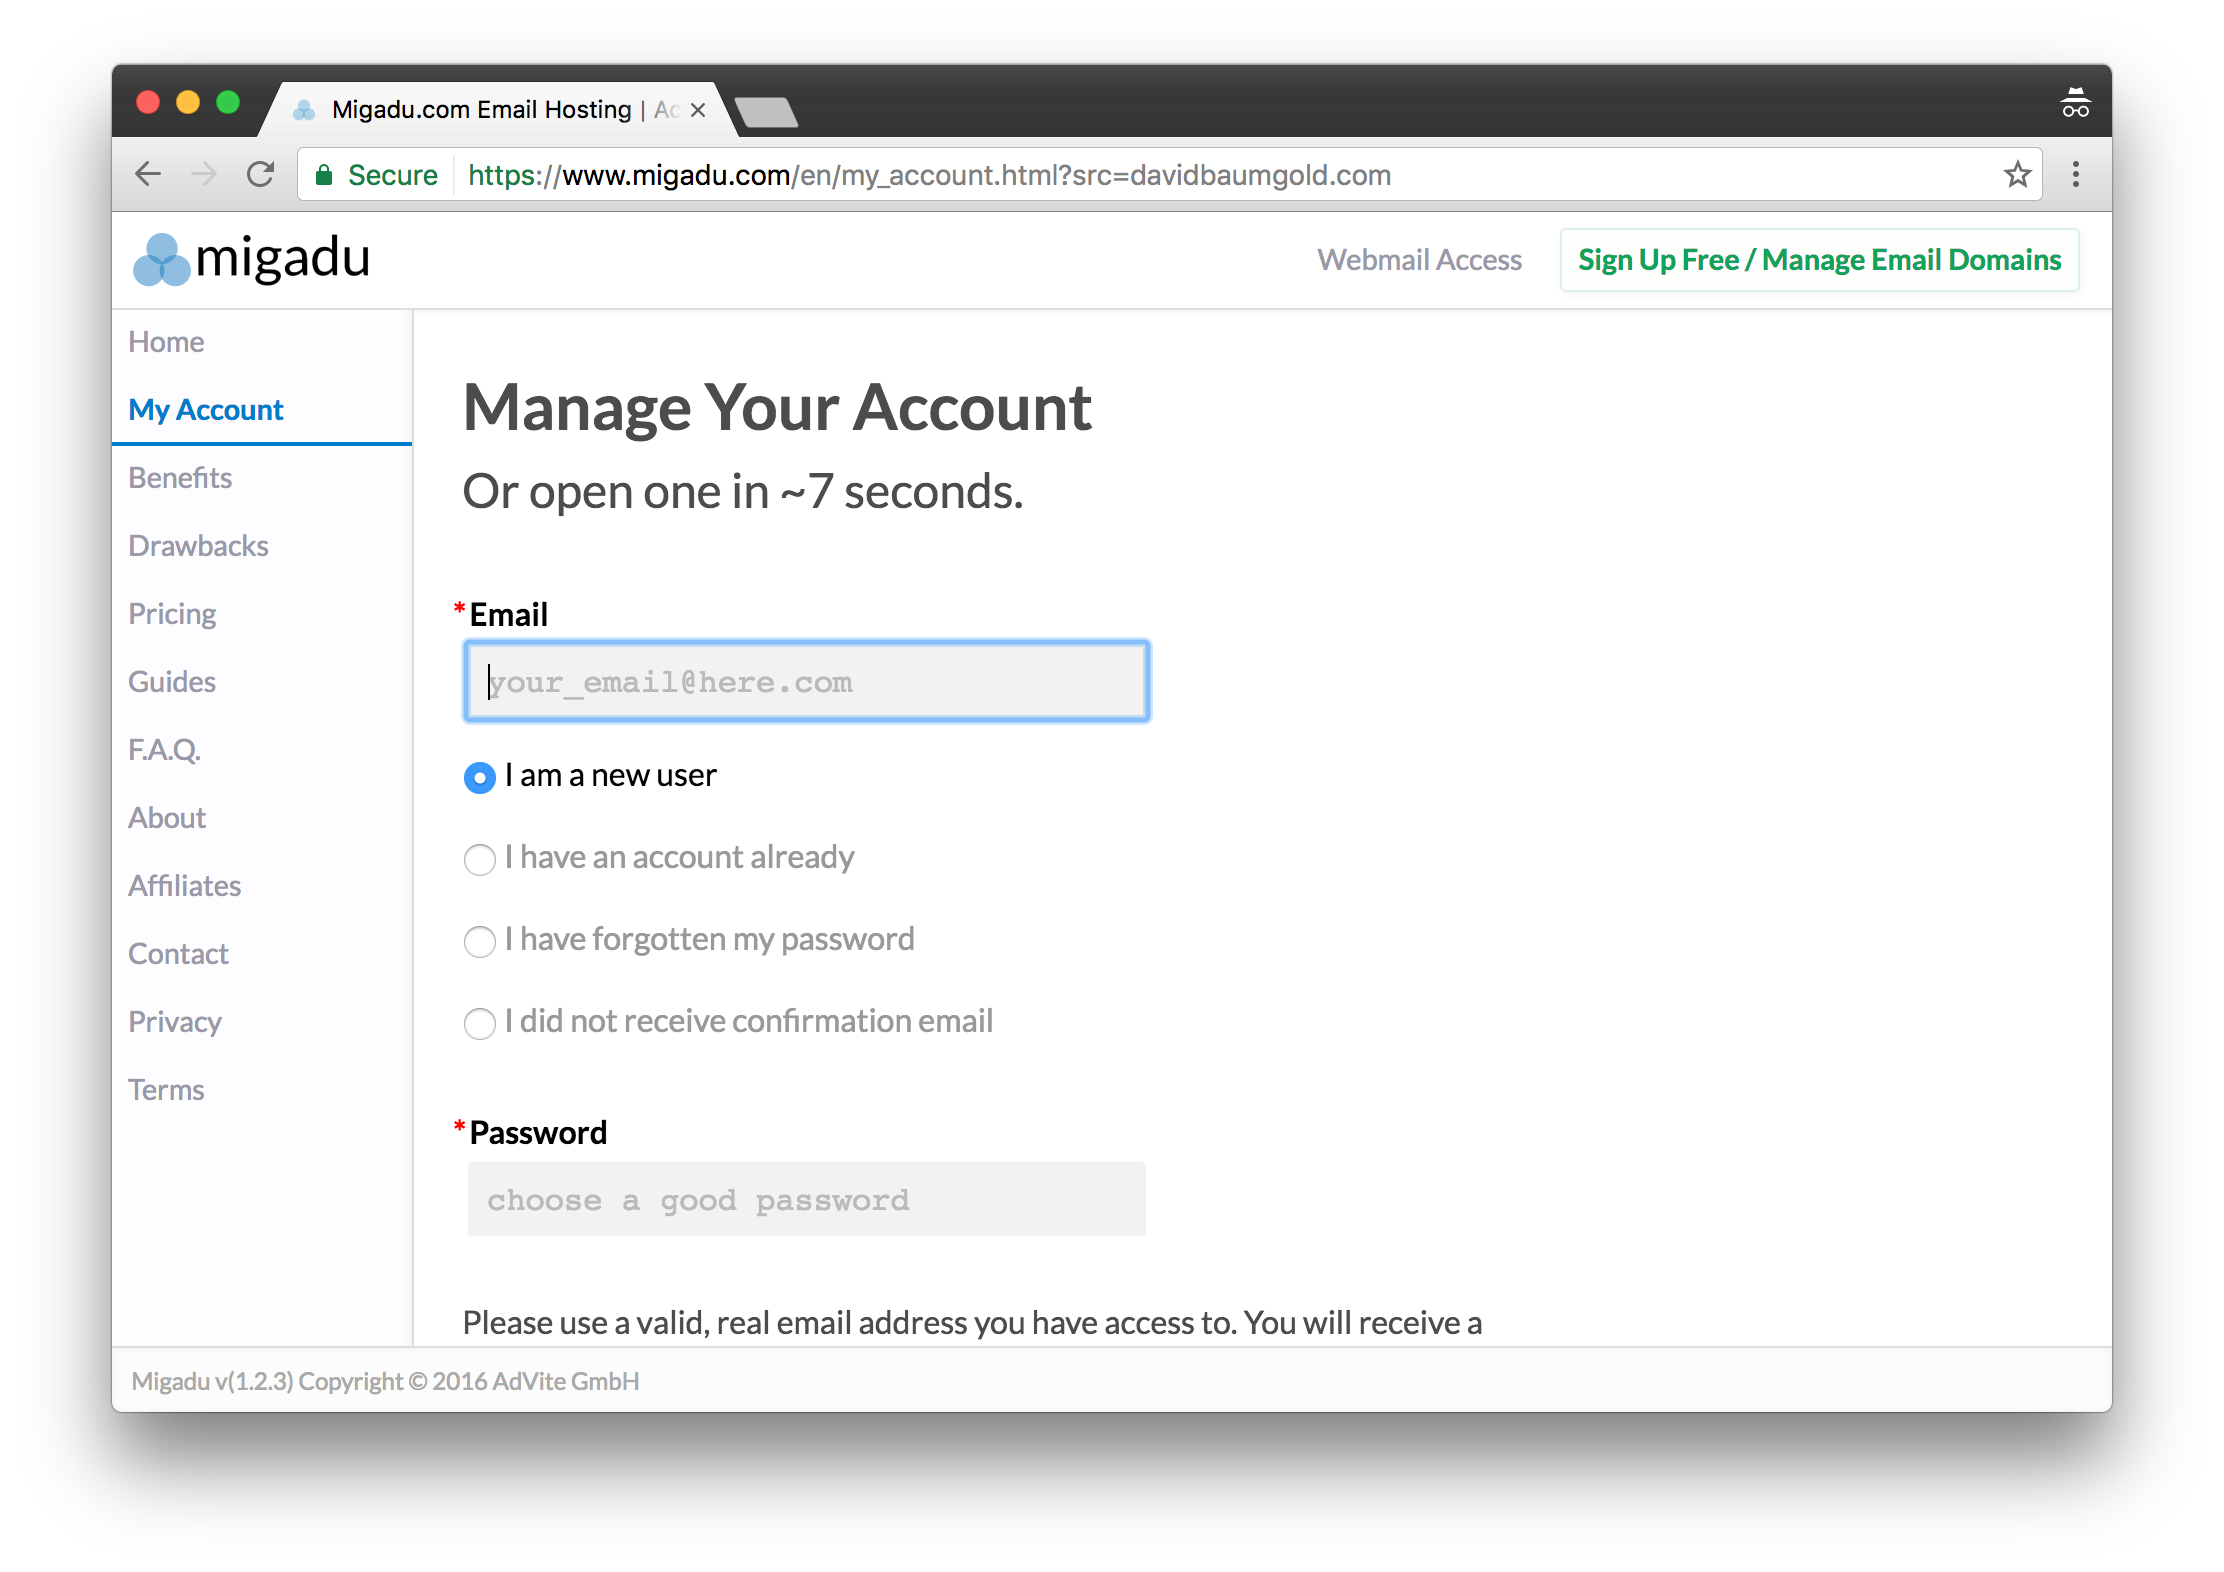 Migadu.com Email Hosting | Ac
Secure https://www.migadu.com/en/my_account.html?src=davidbaumgold.com
migadu
Webmail Access
Sign Up Free / Manage Email Domains
Home
My Account
Benefits
Drawbacks
Pricing
Guides
F.A.Q.
About
Affiliates
Contact
Privacy
Terms
Manage Your Account
Or open one in ~7 seconds.
*Email
your_email@here.com
I am a new user
I have an account already
I have forgotten my password
I did not receive confirmation email
*Password
choose a good password
Please use a valid, real email address you have access to. You will receive a
Migadu v(1.2.3) Copyright © 2016 AdVite GmbH